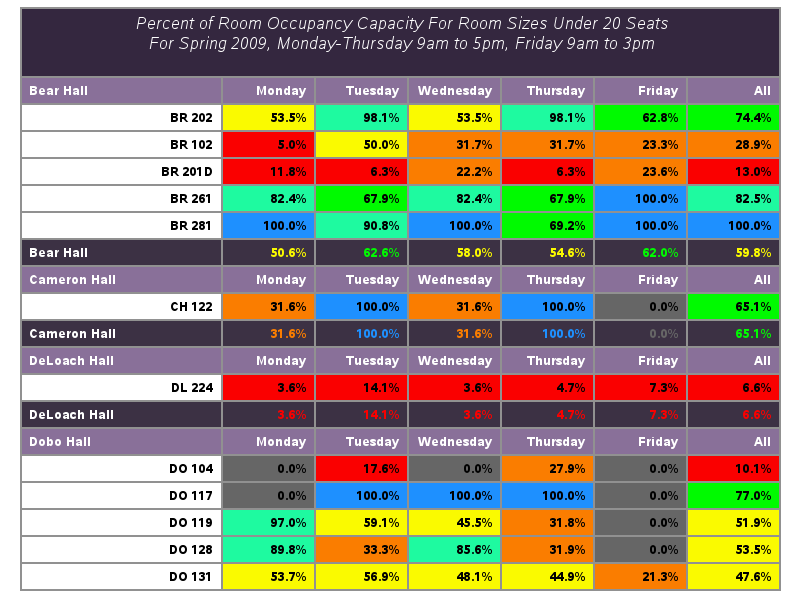 Percent of Room Occupancy Capacity For Room Sizes Under 20 Seats
For Spring 2009, Monday-Thursday 9am to 5pm, Friday 9am to 3pm
Bear Hall Monday Tuesday Wednesday Thursday Friday All
BR 202 53.5% 98.1% 53.5% 98.1% 62.8% 74.4%
BR 102 5.0% 50.0% 31.7% 31.7% 23.3% 28.9%
BR 201D 11.8% 6.3% 22.2% 6.3% 23.6% 13.0%
BR 261 82.4% 67.9% 82.4% 67.9% 100.0% 82.5%
BR 281 100.0% 90.8% 100.0% 69.2% 100.0% 100.0%
Bear Hall 50.6% 62.6% 58.0% 54.6% 62.0% 59.8%
Cameron Hall Monday Tuesday Wednesday Thursday Friday All
CH 122 31.6% 100.0% 31.6% 100.0% 0.0% 65.1%
Cameron Hall 31.6% 100.0% 31.6% 100.0% 0.0% 65.1%
DeLoach Hall Monday Tuesday Wednesday Thursday Friday All
DL 224 3.6% 14.1% 3.6% 4.7% 7.3% 6.6%
DeLoach Hall 3.6% 14.1% 3.6% 4.7% 7.3% 6.6%
Dobo Hall Monday Tuesday Wednesday Thursday Friday All
DO 104 0.0% 17.6% 0.0% 27.9% 0.0% 10.1%
DO 117 0.0% 100.0% 100.0% 100.0% 0.0% 77.0%
DO 119 97.0% 59.1% 45.5% 31.8% 0.0% 51.9%
DO 128 89.8% 33.3% 85.6% 31.9% 0.0% 53.5%
DO 131 53.7% 56.9% 48.1% 44.9% 21.3% 47.6%